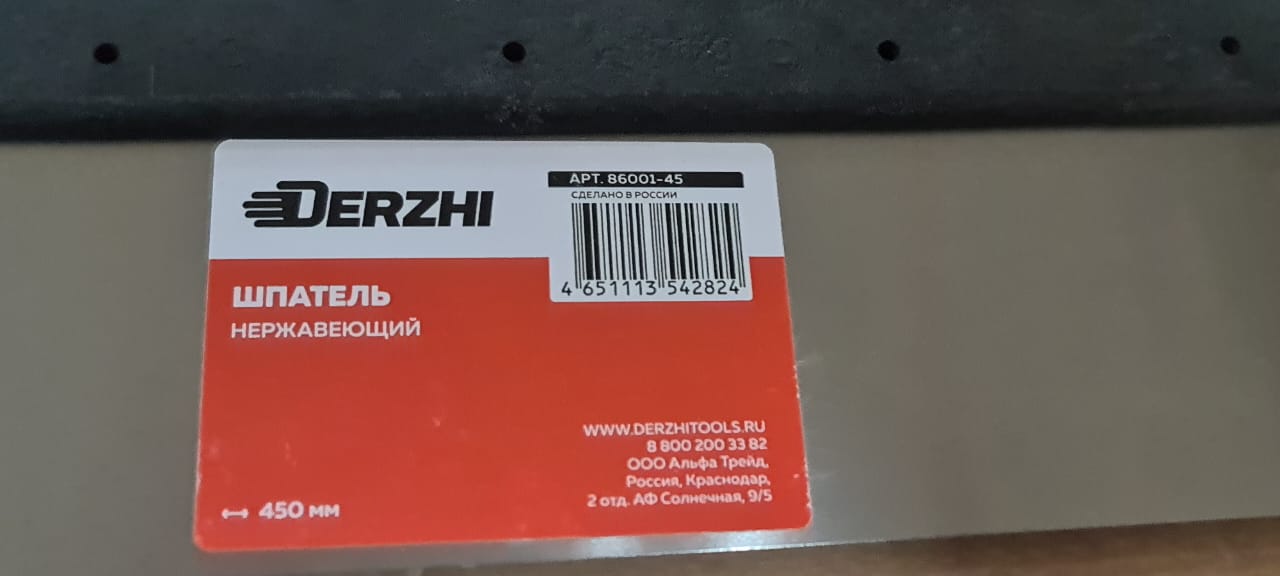 DERZHI
АРТ. 86001-45
СДЕЛАНО В РОССИИ
4 651113 542824
ШПАТЕЛЬ
НЕРЖАВЕЮЩИЙ
WWW.DERZHITOOLS.RU
8 800 200 33 82
ООО Альфа Трейд,
Россия, Краснодар,
2 отд. АФ Солнечная, 9/5
450 мм